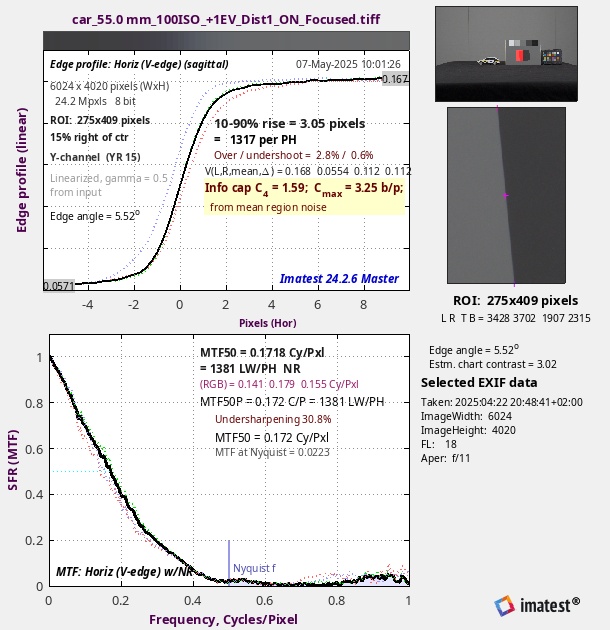 car_55.0 mm_100ISO_+1EV_Dist1_ON_Focused.tiff
Edge profile: Horiz (V-edge) (sagittal)
07-May-2025 10:01:26
0.167
6024 x 4020 pixels (WxH)
24.2 Mpxls   8 bit
ROI:  275x409 pixels
15% right of ctr
Y-channel  (YR 15)
Linearized, gamma = 0.5
from input
Edge angle = 5.52º
10-90% rise = 3.05 pixels
=  1317 per PH
Over / undershoot =  2.8% /  0.6%
V(L,R,mean,Δ) = 0.168  0.0554  0.112  0.112
Info cap C4 = 1.59;  Cmax = 3.25 b/p;
from mean region noise
0.0571
Imatest 24.2.6 Master
Edge profile (linear)
-4 -2 0 2 4 6 8
Pixels (Hor)
ROI:  275x409 pixels
L R  T B = 3428 3702  1907 2315
Edge angle = 5.52º
Estm. chart contrast = 3.02
Selected EXIF data
Taken: 2025:04:22 20:48:41+02:00
ImageWidth:  6024
ImageHeight:  4020
FL:   18
Aper:  f/11
MTF50 = 0.1718 Cy/Pxl
= 1381 LW/PH  NR
(RGB) = 0.141  0.179  0.155 Cy/Pxl
MTF50P = 0.172 C/P = 1381 LW/PH
Undersharpening 30.8%
MTF50 = 0.172 Cy/Pxl
MTF at Nyquist = 0.0223
1
0.8
0.6
0.4
0.2
0
SFR (MTF)
MTF: Horiz (V-edge) w/NR
Nyquist f
0 0.2 0.4 0.6 0.8 1
Frequency, Cycles/Pixel
imatest®